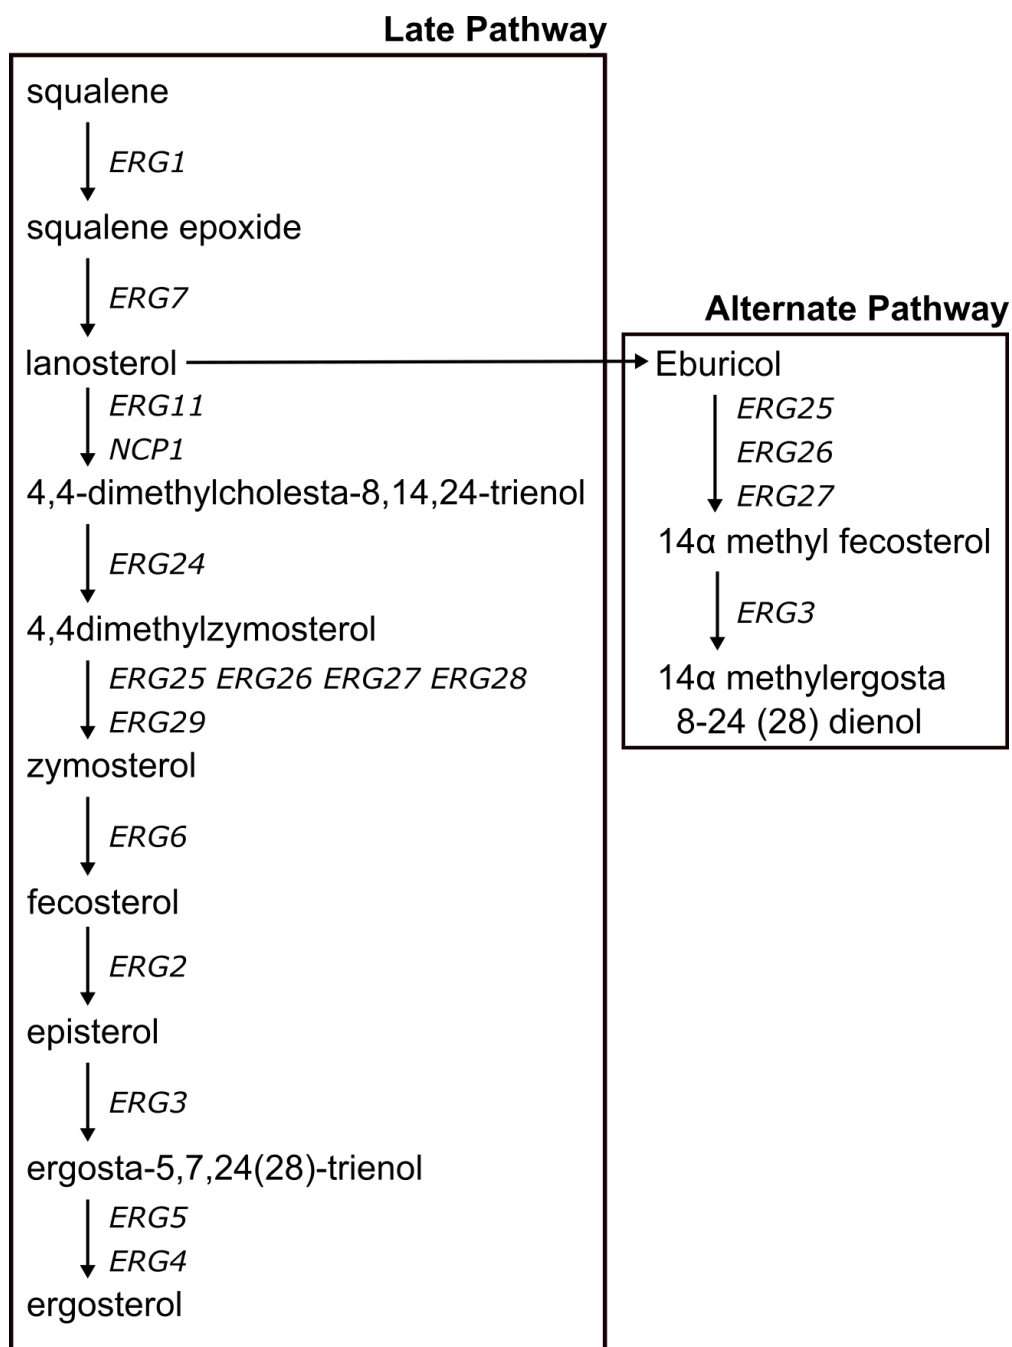 Late Pathway
squalene
ERG1
squalene epoxide
ERG7
lanosterol
ERG11
NCP1
4,4-dimethylcholesta-8,14,24-trienol
ERG24
4,4dimethylzymosterol
ERG25 ERG26 ERG27 ERG28
ERG29
zymosterol
ERG6
fecosterol
ERG2
episterol
ERG3
ergosta-5,7,24(28)-trienol
ERG5
ERG4
ergosterol
Alternate Pathway
Eburicol
ERG25
ERG26
ERG27
14α methyl fecosterol
ERG3
14α methylergosta
8-24 (28) dienol